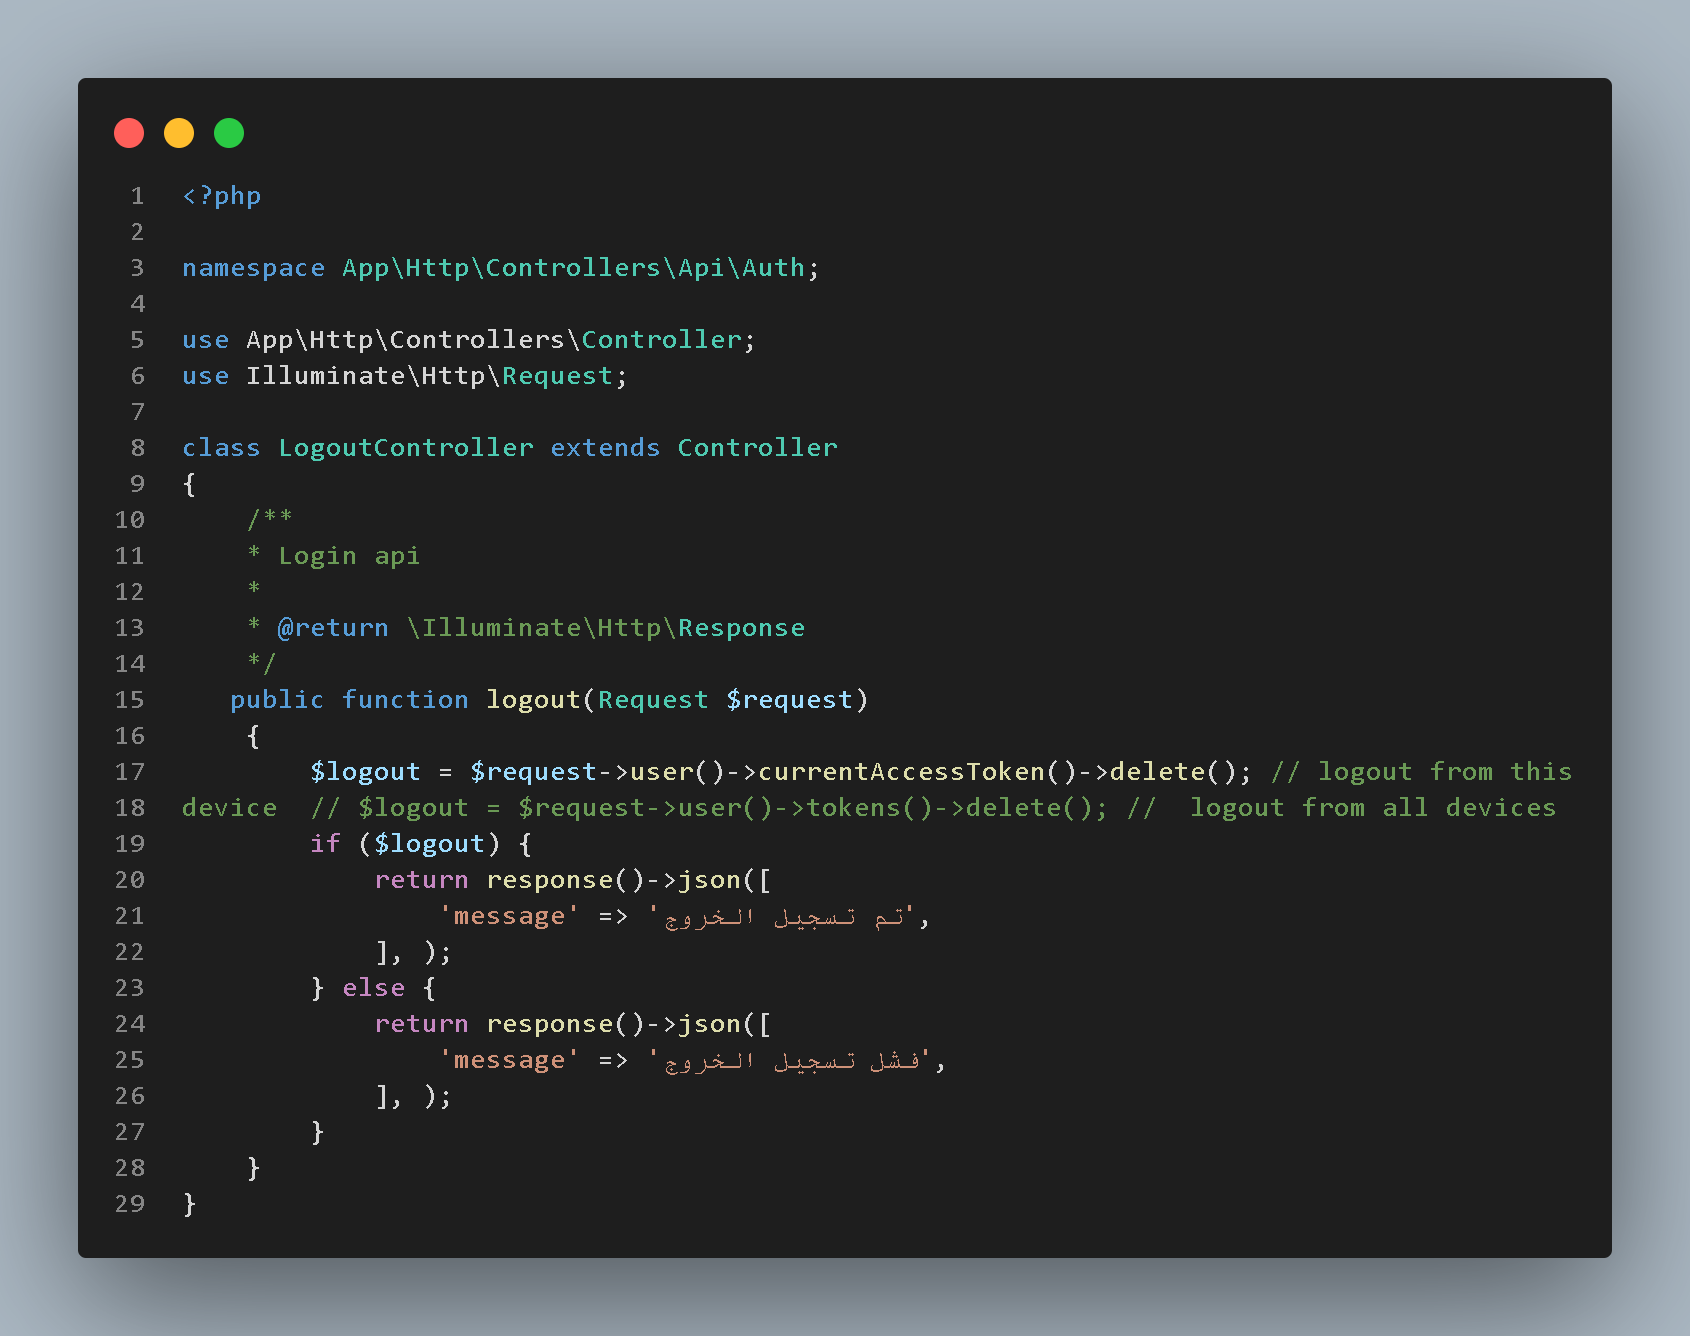 1 <?php
2
3 namespace App\Http\Controllers\Api\Auth;
4
5 use App\Http\Controllers\Controller;
6 use Illuminate\Http\Request;
7
8 class LogoutController extends Controller
9 {
10     /**
11     * Login api
12     *
13     * @return \Illuminate\Http\Response
14     */
15    public function logout(Request $request)
16     {
17         $logout = $request->user()->currentAccessToken()->delete(); // logout from this
18 device  // $logout = $request->user()->tokens()->delete(); //  logout from all devices
19         if ($logout) {
20             return response()->json([
21                 'message' => 'تم تسجيل الخروج',
22             ], );
23         } else {
24             return response()->json([
25                 'message' => 'فشل تسجيل الخروج',
26             ], );
27         }
28     }
29 }